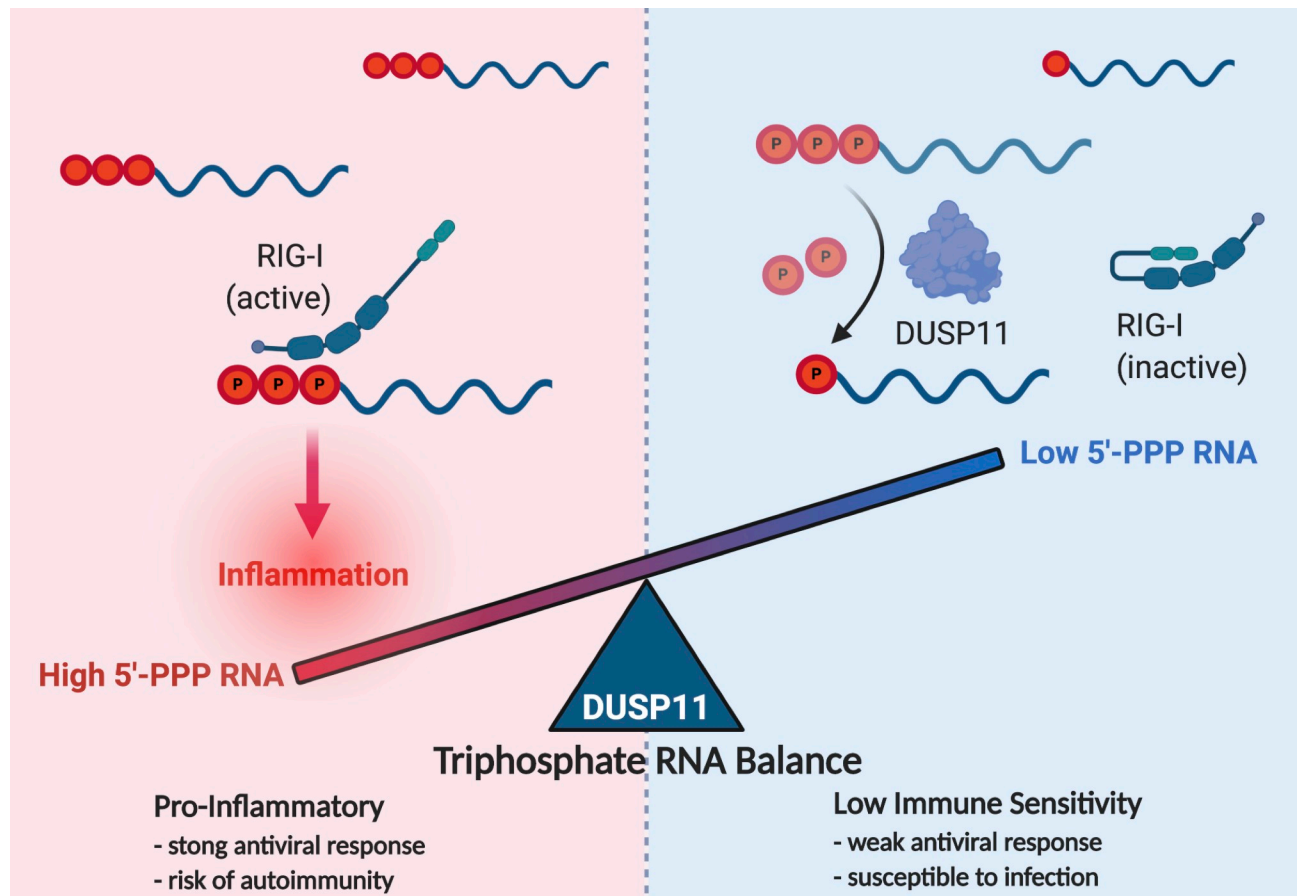 RIG-I
(active)
P P P
Inflammation
High 5'-PPP RNA
P P P
P P
DUSP11
P
RIG-I
(inactive)
Low 5'-PPP RNA
DUSP11
Triphosphate RNA Balance
Pro-Inflammatory
- stong antiviral response
- risk of autoimmunity
Low Immune Sensitivity
- weak antiviral response
- susceptible to infection